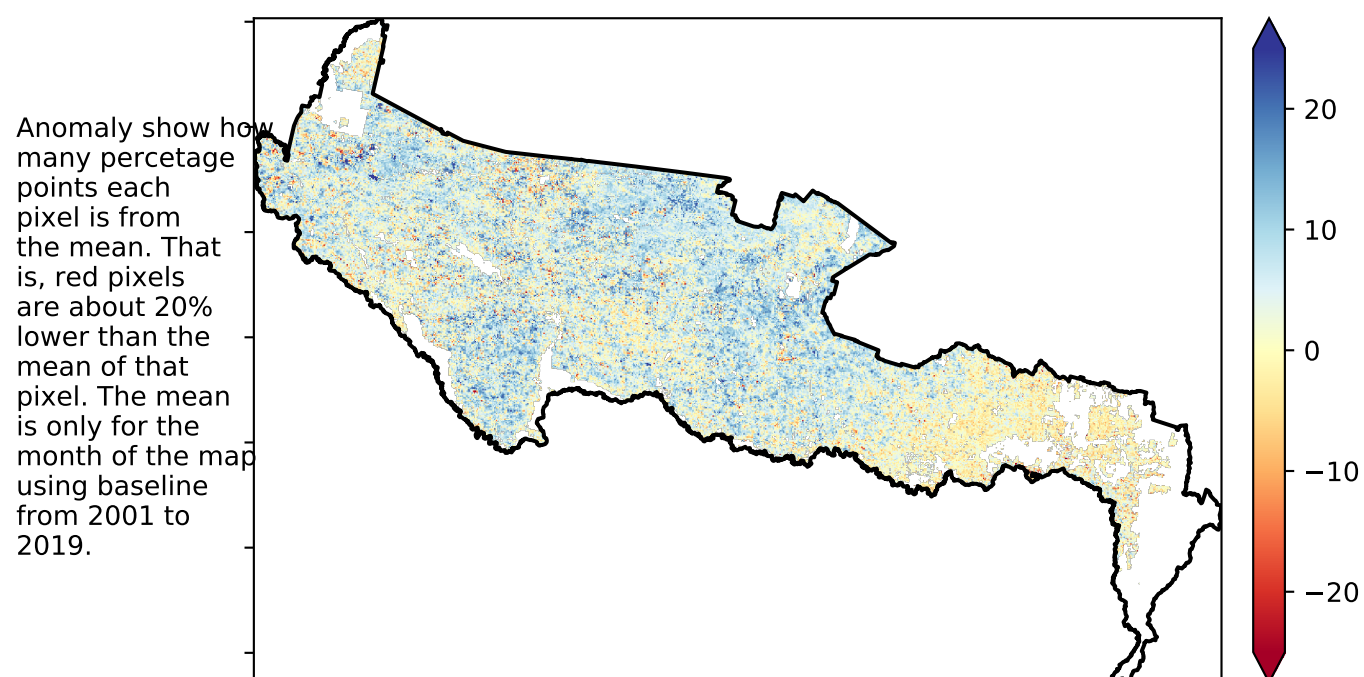 Anomaly show how
many percetage
points each
pixel is from
the mean. That
is, red pixels
are about 20%
lower than the
mean of that
pixel. The mean
is only for the
month of the map
using baseline
from 2001 to
2019.
20
10
0
−10
−20